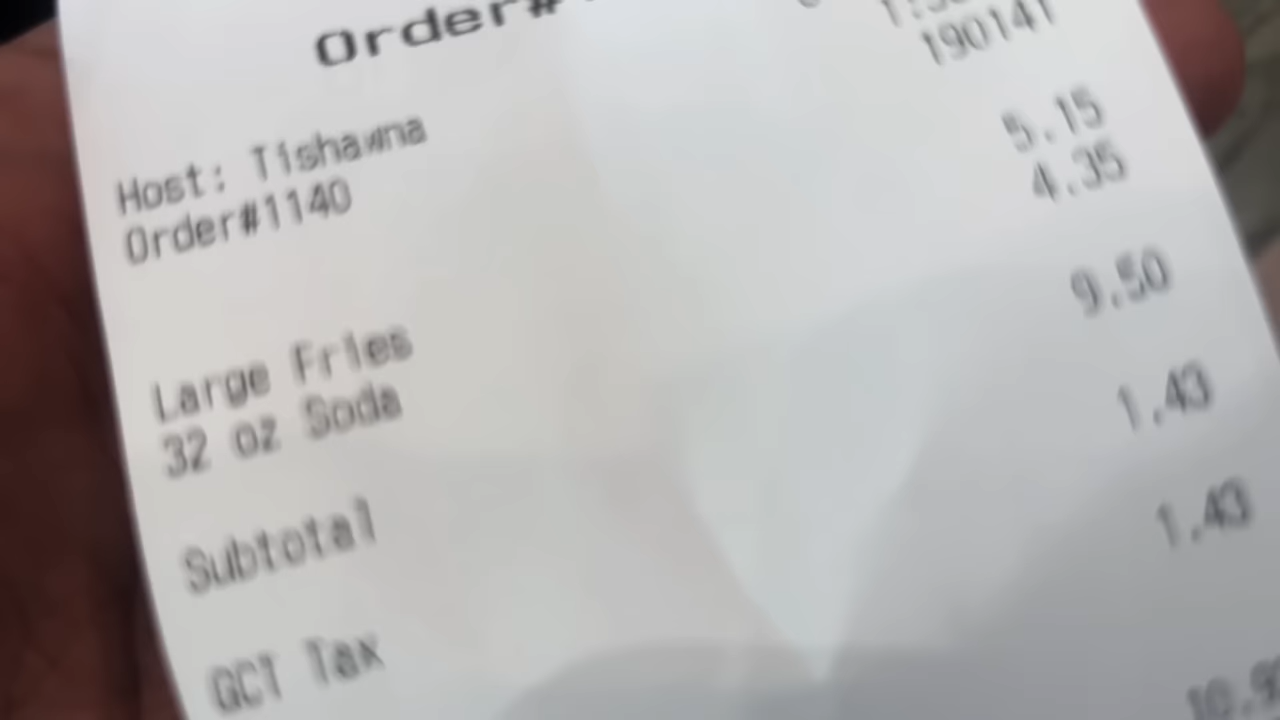 Order#
190141
Host: Tishawna
Order#1140
Large Fries 5.15
32 oz Soda 4.35
Subtotal 9.50
GCT Tax 1.43
1.43